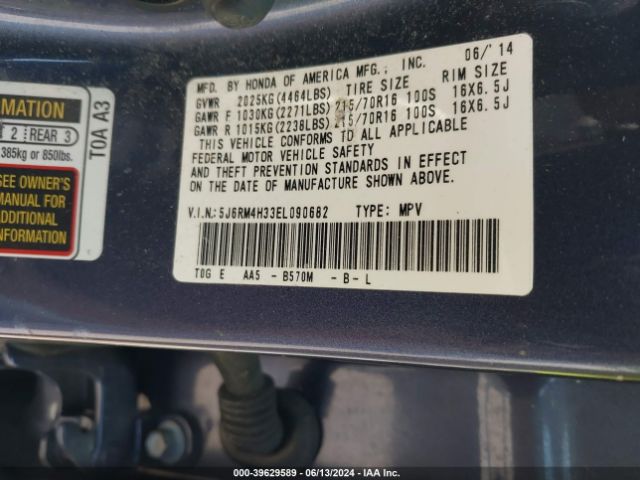 MFD. BY HONDA OF AMERICA MFG., INC. 06/'14
GVWR 2025KG(4464LBS) TIRE SIZE RIM SIZE
GAWR F 1030KG(2271LBS) 215/70R16 100S 16X6.5J
GAWR R 1015KG(2238LBS) 215/70R16 100S 16X6.5J
THIS VEHICLE CONFORMS TO ALL APPLICABLE
FEDERAL MOTOR VEHICLE SAFETY
AND THEFT PREVENTION STANDARDS IN EFFECT
ON THE DATE OF MANUFACTURE SHOWN ABOVE.
V.I.N.:5J6RM4H33EL090682 TYPE: MPV
T0G E AA5 -B570M -B-L
2 REAR 3
385kg or 850lbs.
SEE OWNER'S
MANUAL FOR
ADDITIONAL
INFORMATION
T0A A3
000-39629589 - 06/13/2024 - IAA Inc.